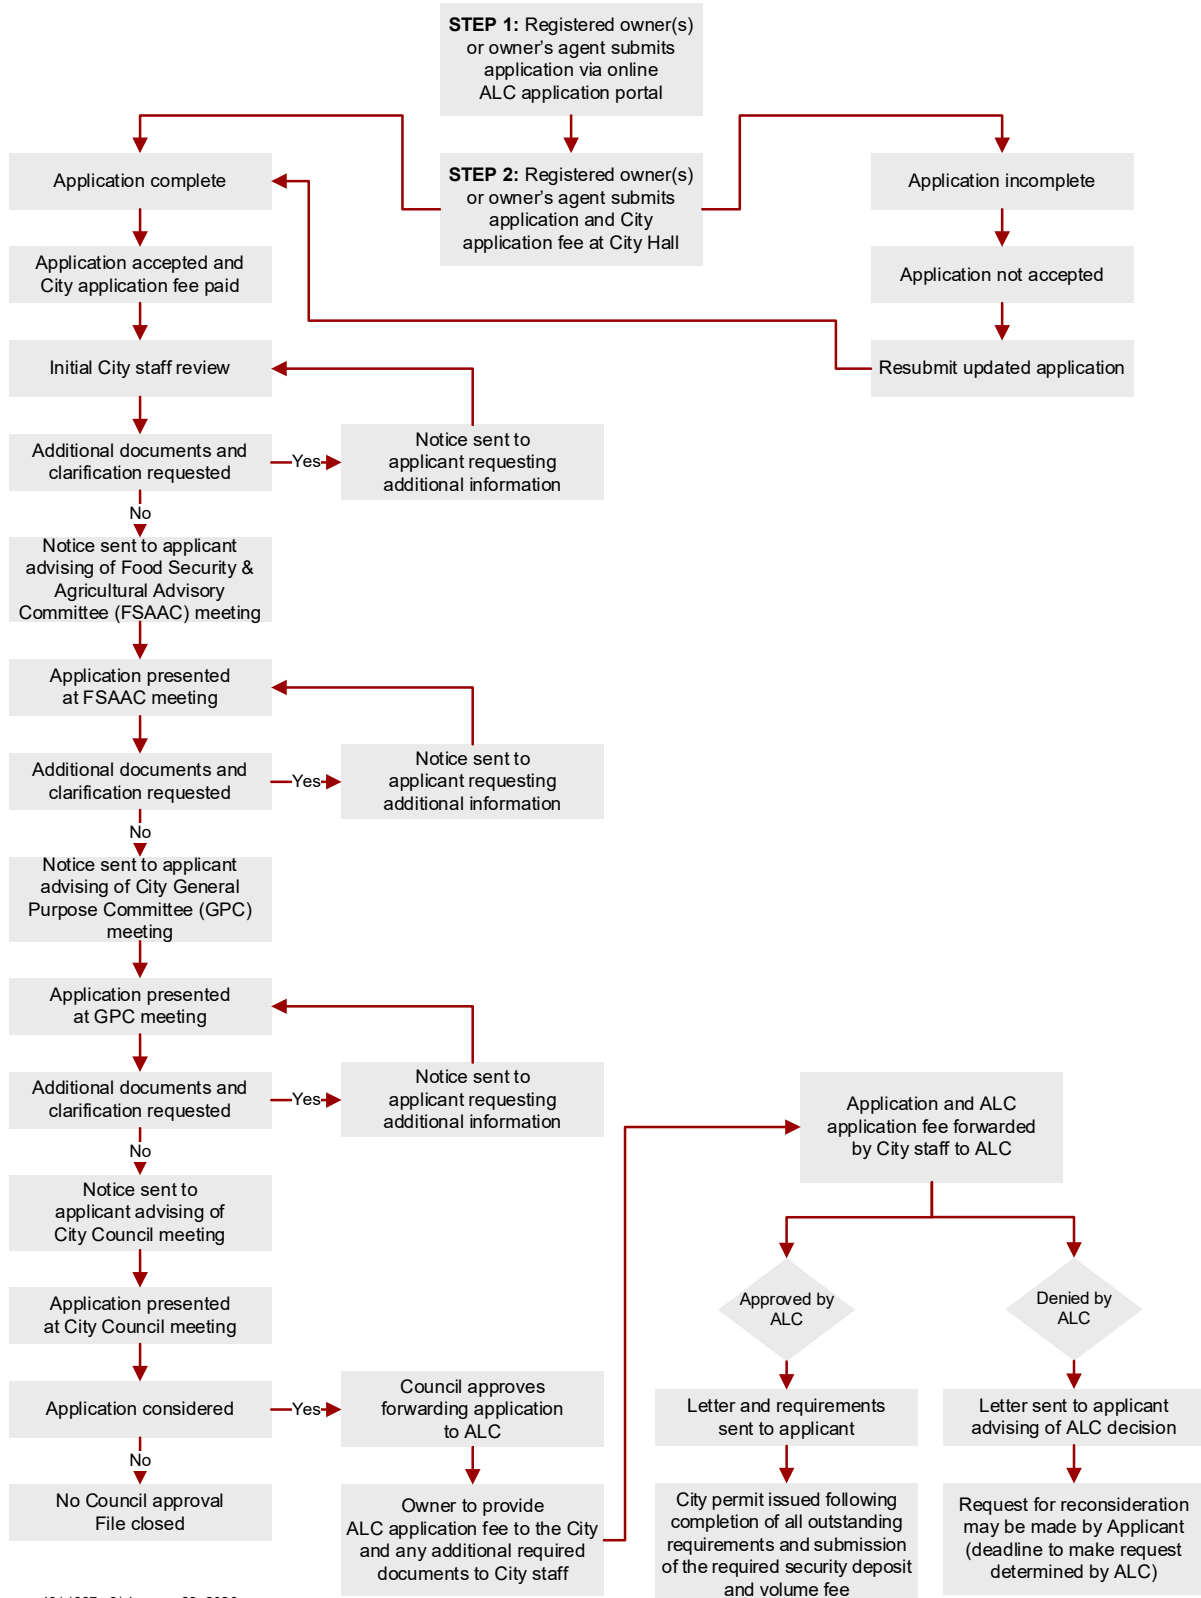 STEP 1: Registered owner(s)
or owner's agent submits
application via online
ALC application portal
Application complete
STEP 2: Registered owner(s)
or owner's agent submits
application and City
application fee at City Hall
Application incomplete
Application accepted and
City application fee paid
Application not accepted
Initial City staff review
Resubmit updated application
Additional documents and
clarification requested
Yes
Notice sent to
applicant requesting
additional information
No
Notice sent to applicant
advising of Food Security &
Agricultural Advisory
Committee (FSAAC) meeting
Application presented
at FSAAC meeting
Additional documents and
clarification requested
Yes
Notice sent to
applicant requesting
additional information
No
Notice sent to applicant
advising of City General
Purpose Committee (GPC)
meeting
Application presented
at GPC meeting
Additional documents and
clarification requested
Yes
Notice sent to
applicant requesting
additional information
No
Notice sent to
applicant advising of
City Council meeting
Application presented
at City Council meeting
Application considered
Yes
Council approves
forwarding application
to ALC
No
No Council approval
File closed
Owner to provide
ALC application fee to the City
and any additional required
documents to City staff
Application and ALC
application fee forwarded
by City staff to ALC
Approved by
ALC
Denied by
ALC
Letter and requirements
sent to applicant
Letter sent to applicant
advising of ALC decision
City permit issued following
completion of all outstanding
requirements and submission
of the required security deposit
and volume fee
Request for reconsideration
may be made by Applicant
(deadline to make request
determined by ALC)